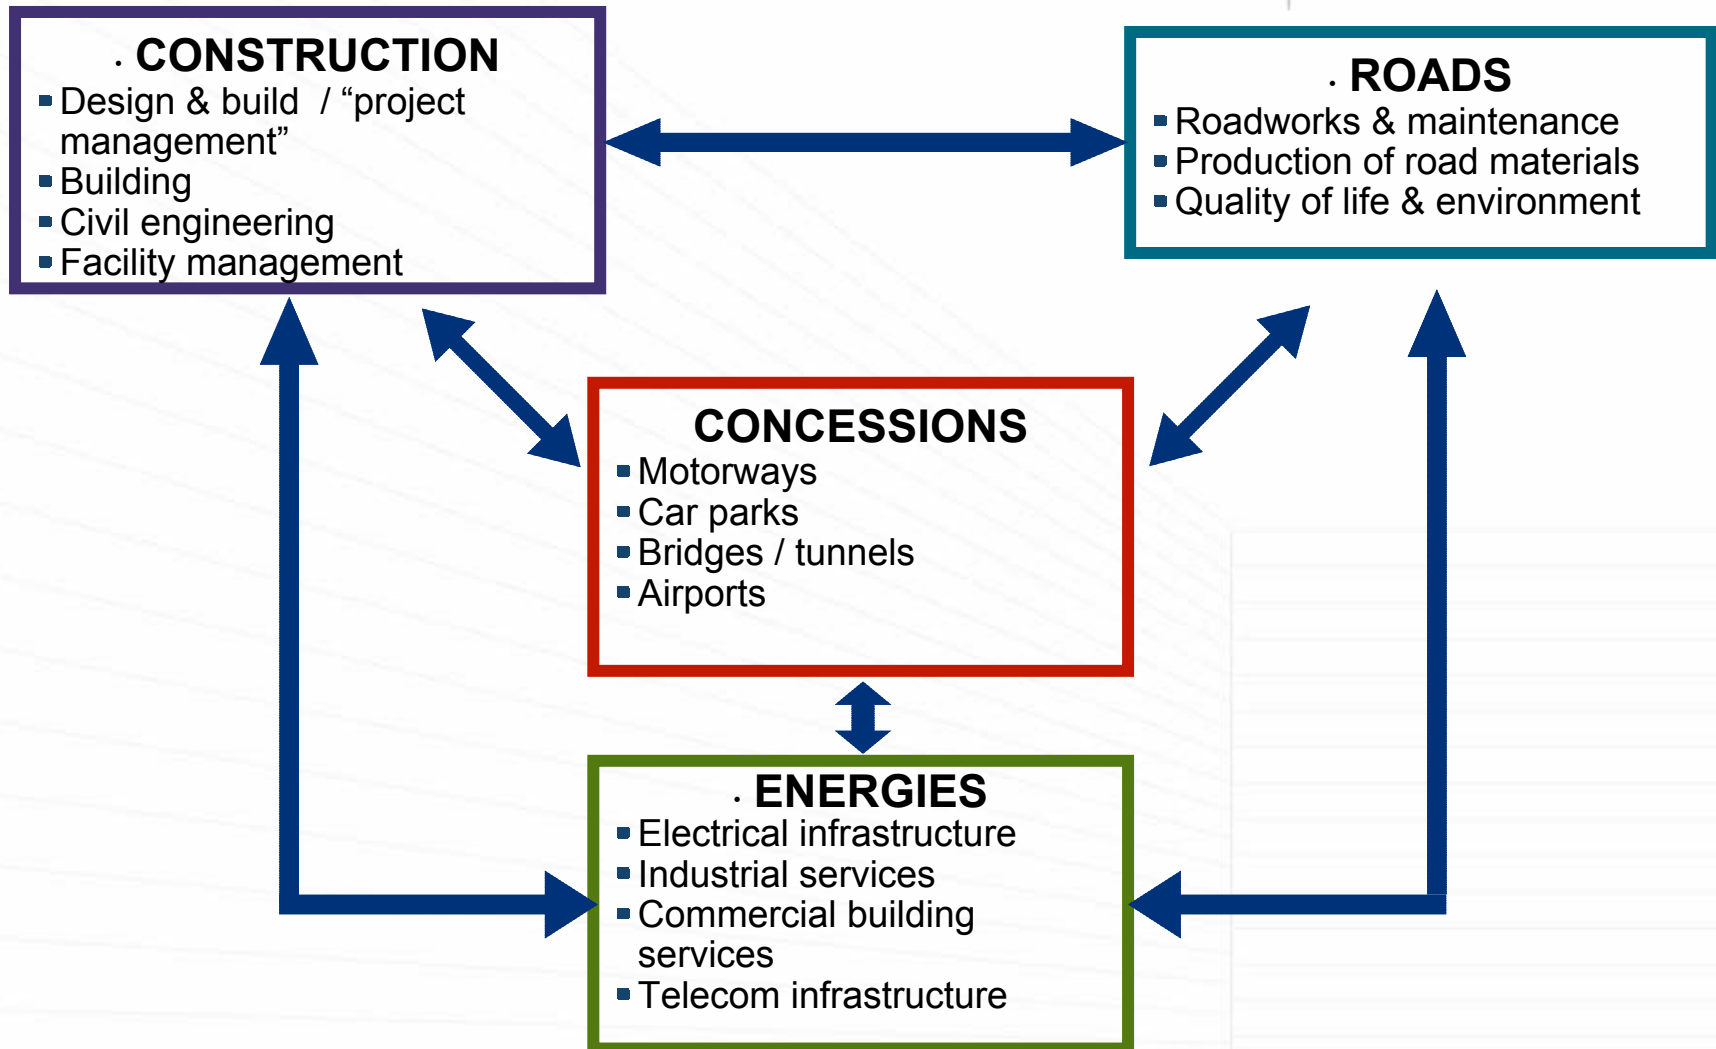 · CONSTRUCTION
▪ Design & build / “project
management”
▪ Building
▪ Civil engineering
▪ Facility management
· ROADS
▪ Roadworks & maintenance
▪ Production of road materials
▪ Quality of life & environment
CONCESSIONS
▪ Motorways
▪ Car parks
▪ Bridges / tunnels
▪ Airports
· ENERGIES
▪ Electrical infrastructure
▪ Industrial services
▪ Commercial building
services
▪ Telecom infrastructure